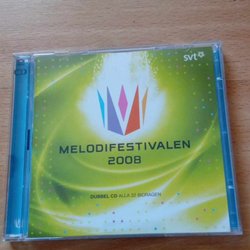 svt
MELODIFESTIVALEN
2008
DUBBEL CD ALLA 32 BIDRAGEN